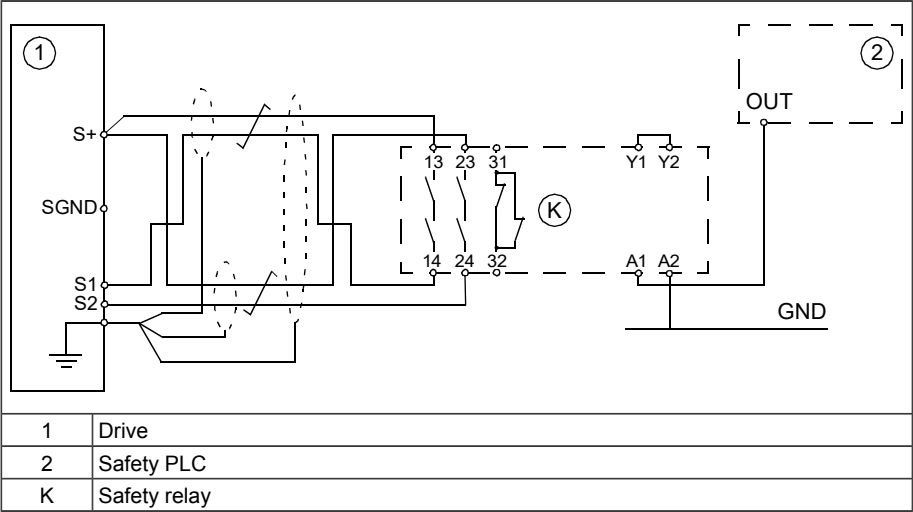 1
2
OUT
S+
13 23 31
Y1 Y2
SGND
K
14 24 32
A1 A2
S1
S2
GND
1 Drive
2 Safety PLC
K Safety relay